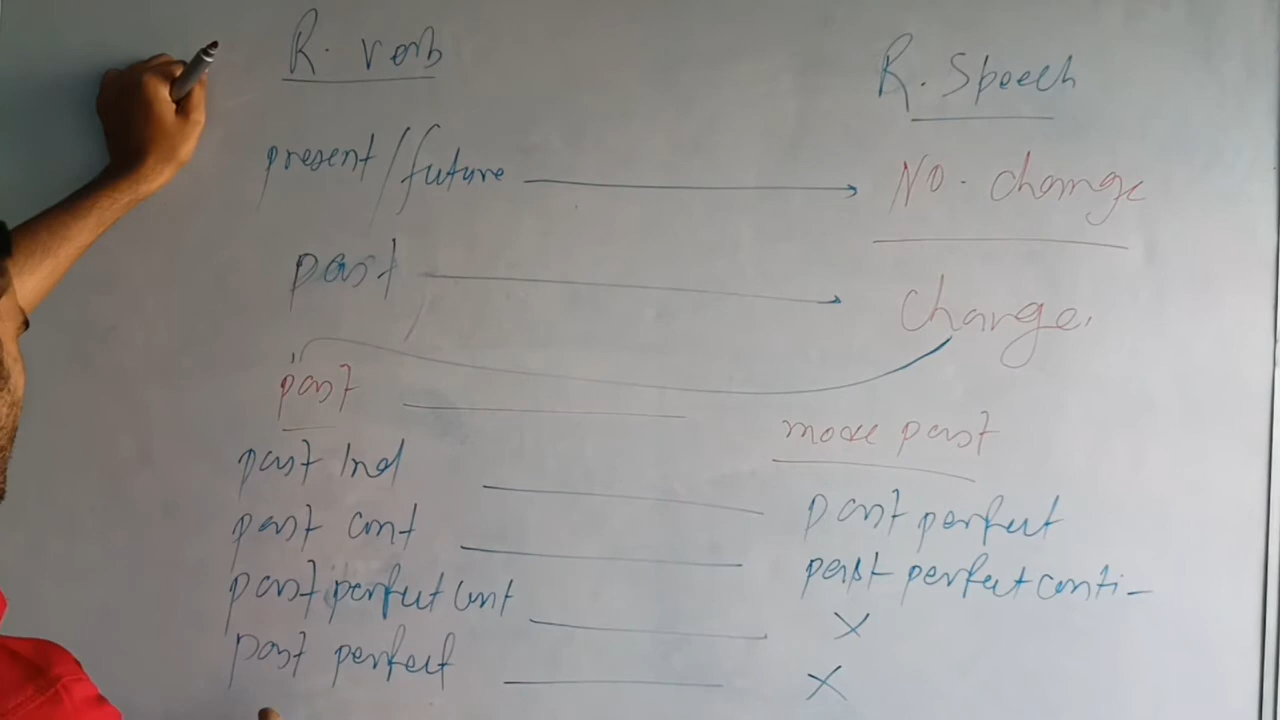 R. verb R. Speech
present/future NO. change
past change.
past more past
past Ind past perfect
past cont past perfect conti-
past perfect cont X
past perfect X